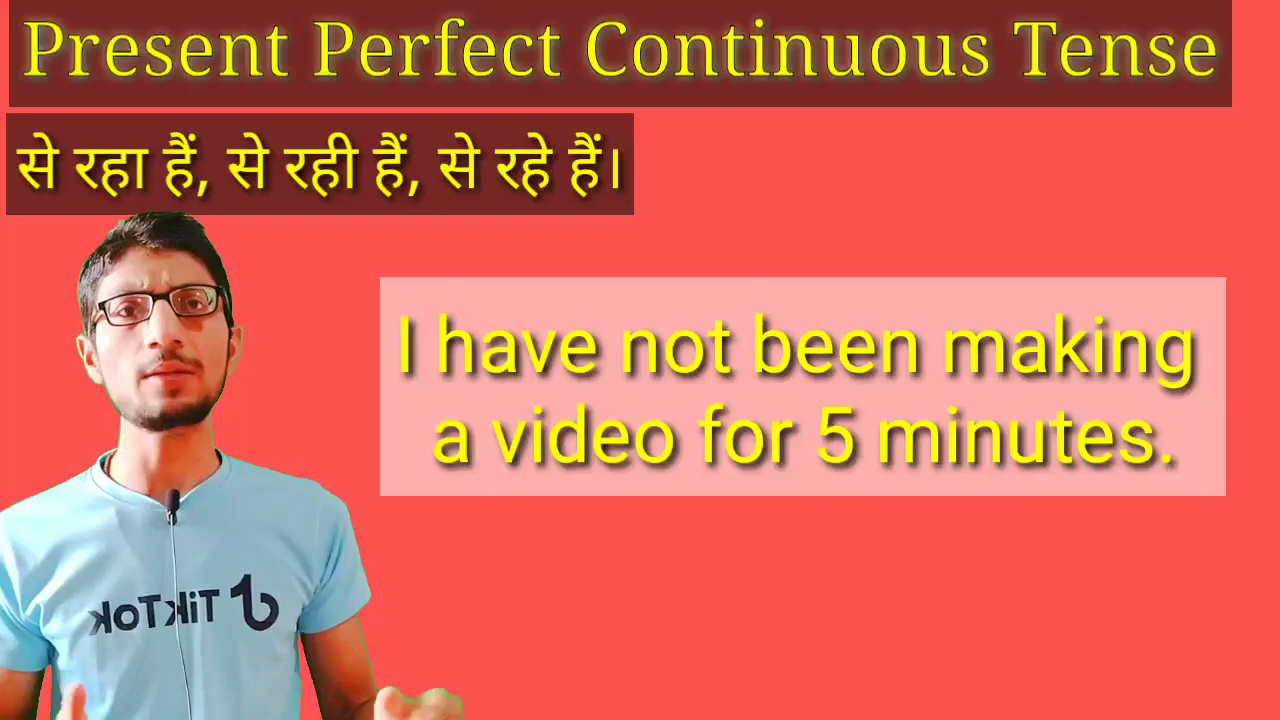 Present Perfect Continuous Tense
से रहा हैं, से रही हैं, से रहे हैं।
I have not been making
a video for 5 minutes.
TikTok